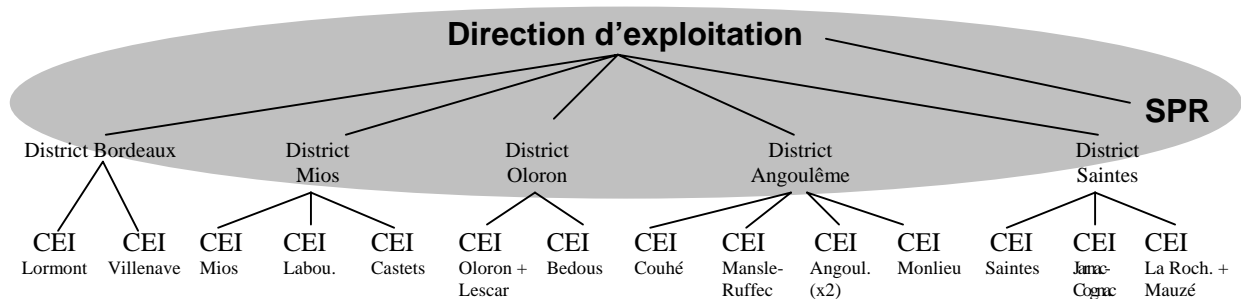 Direction d'exploitation
SPR
District Bordeaux
District
Mios
District
Oloron
District
Angoulême
District
Saintes
CEI
Lormont
CEI
Villenave
CEI
Mios
CEI
Labou.
CEI
Castets
CEI
Oloron +
Lescar
CEI
Bedous
CEI
Couhé
CEI
Mansle-
Ruffec
CEI
Angoul.
(x2)
CEI
Monlieu
CEI
Saintes
CEI
Jarnac-
Cognac
CEI
La Roch. +
Mauzé